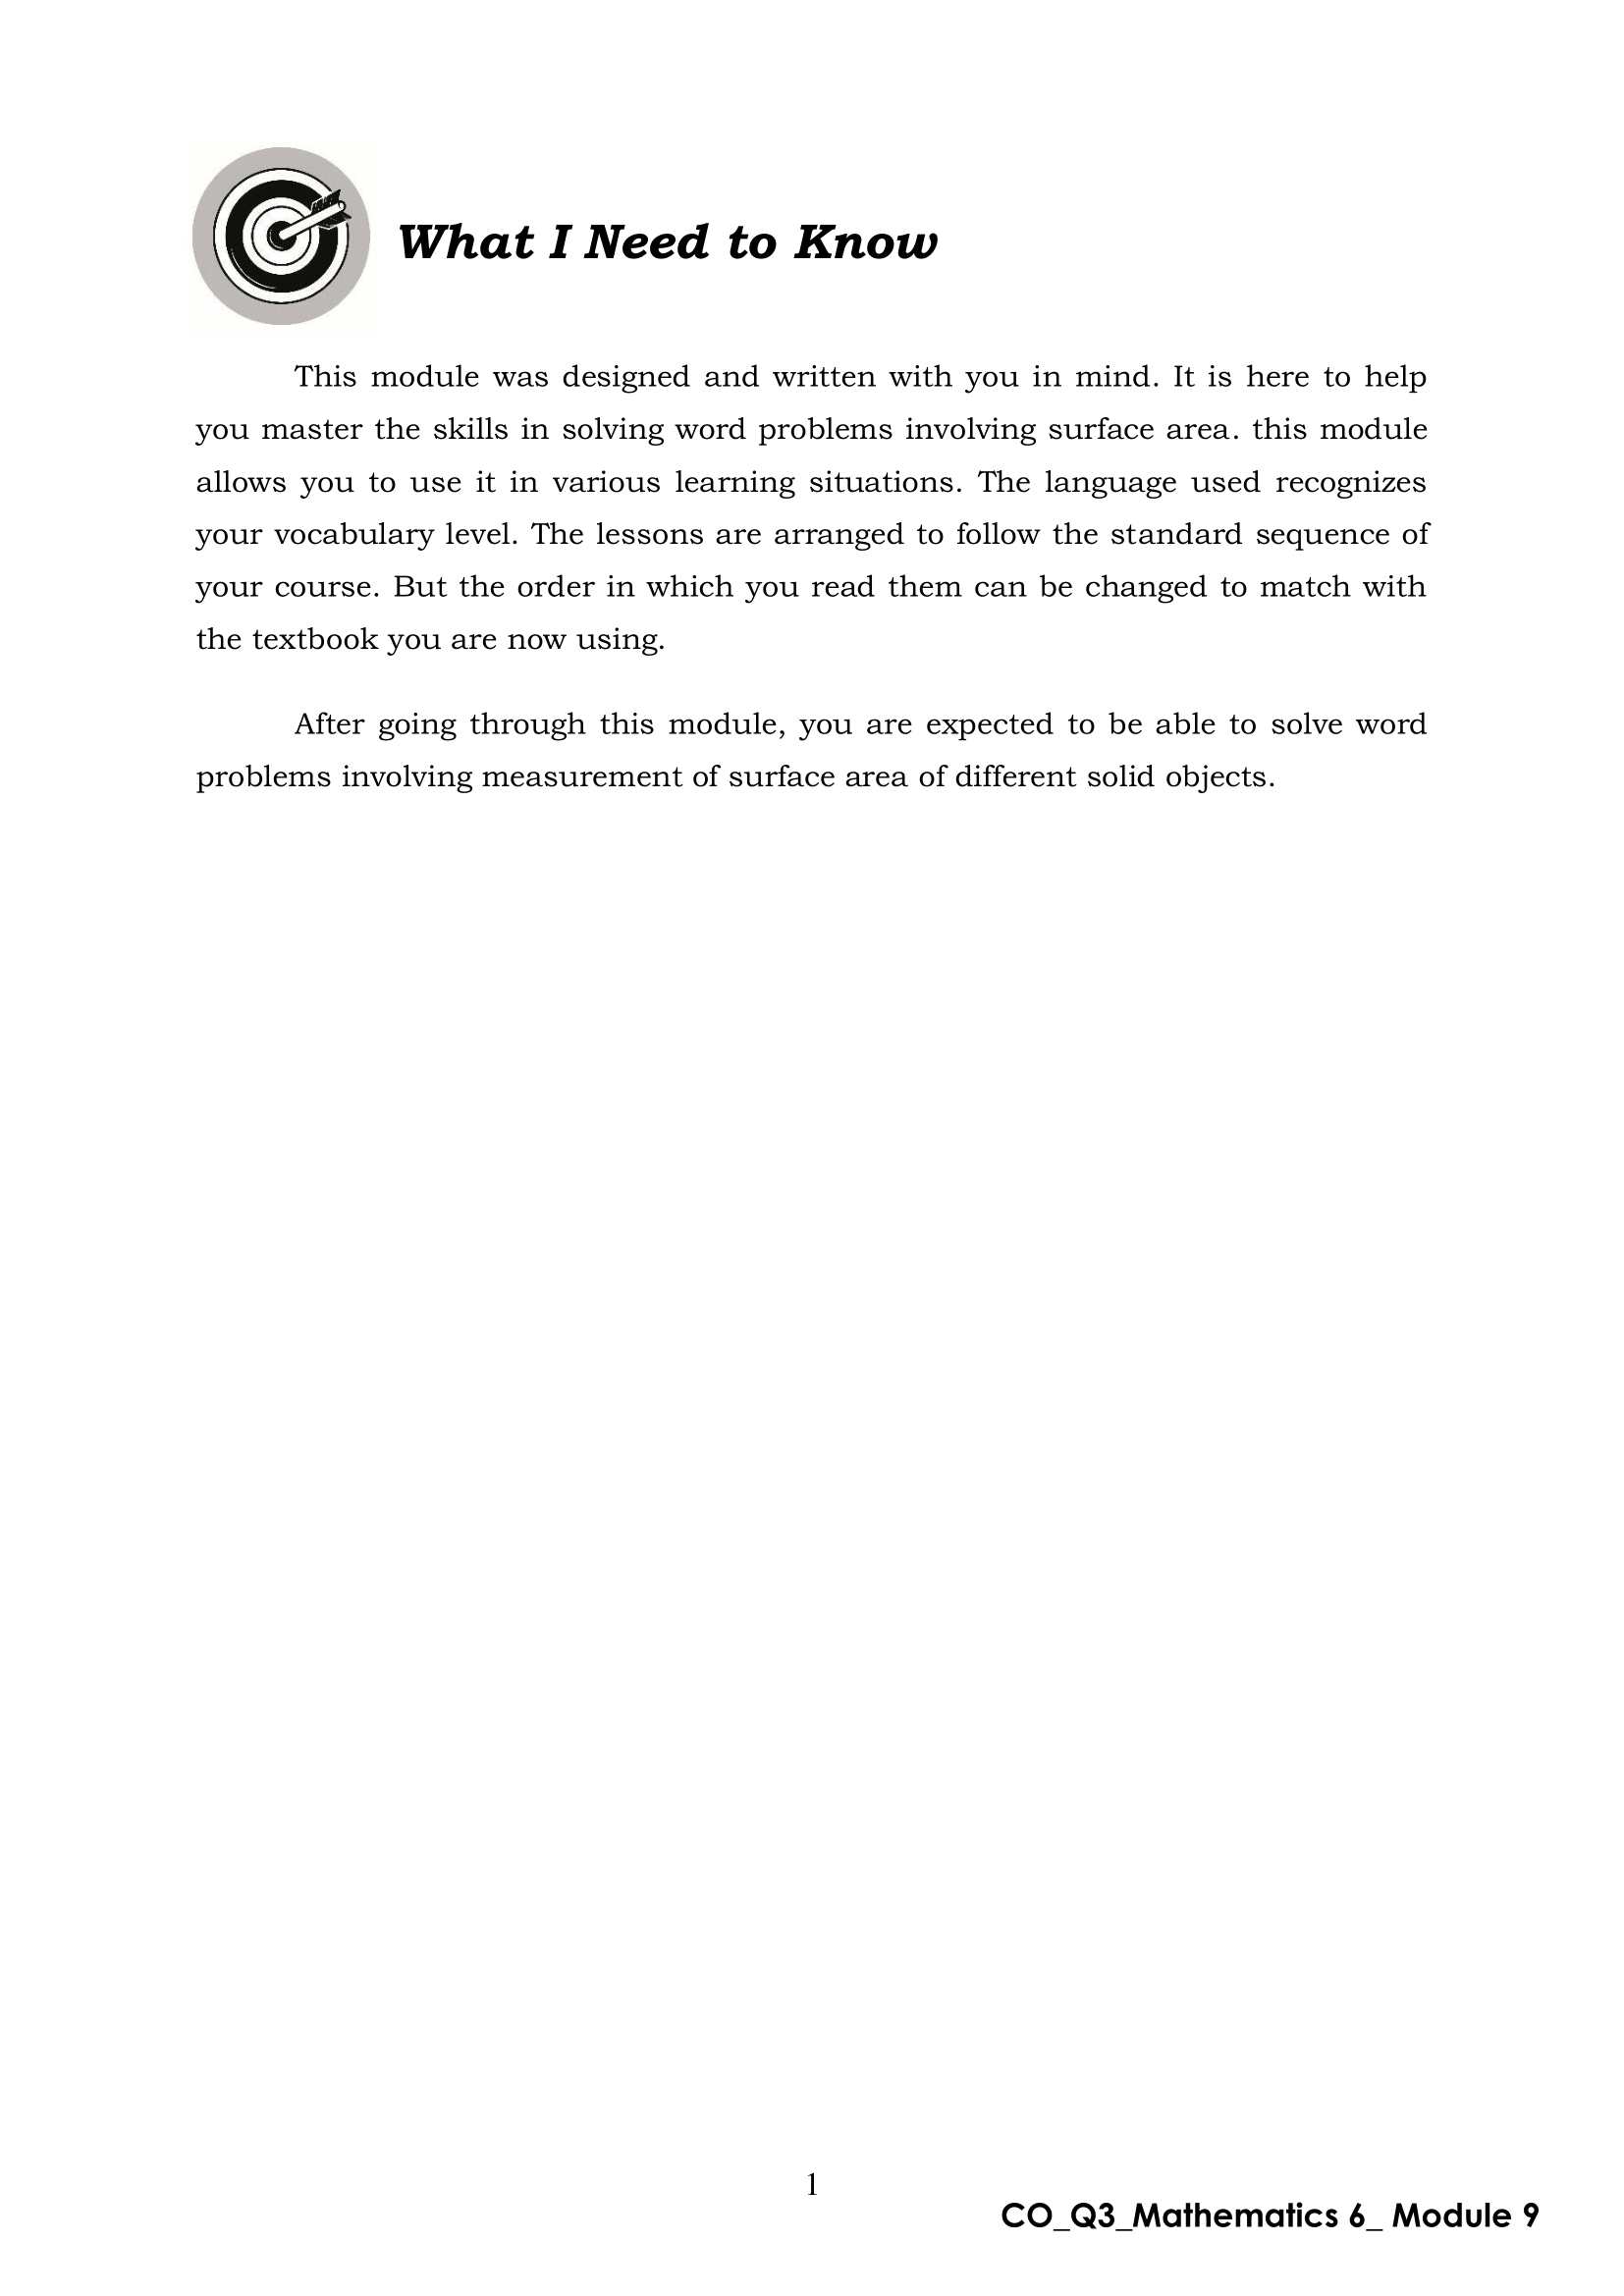 What I Need to Know
This module was designed and written with you in mind. It is here to help
you master the skills in solving word problems involving surface area. this module
allows you to use it in various learning situations. The language used recognizes
your vocabulary level. The lessons are arranged to follow the standard sequence of
your course. But the order in which you read them can be changed to match with
the textbook you are now using.
After going through this module, you are expected to be able to solve word
problems involving measurement of surface area of different solid objects.
1
CO_Q3_Mathematics 6_ Module 9